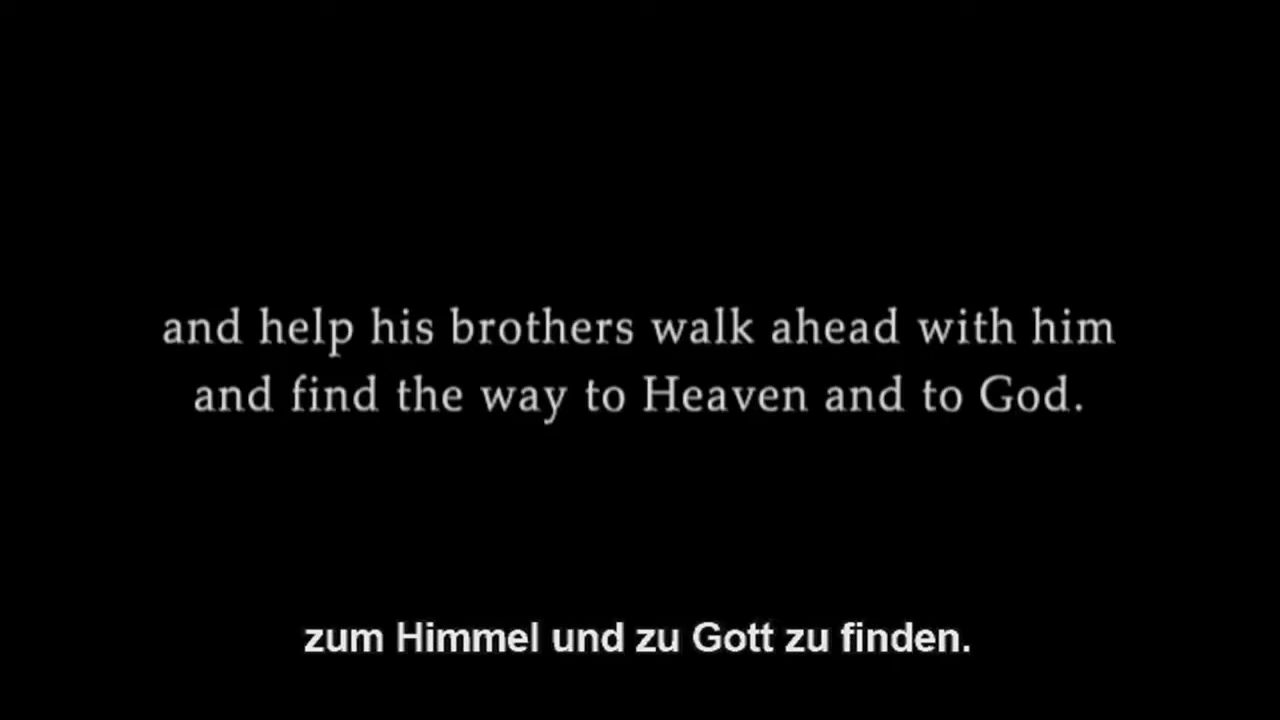 and help his brothers walk ahead with him
and find the way to Heaven and to God.
zum Himmel und zu Gott zu finden.